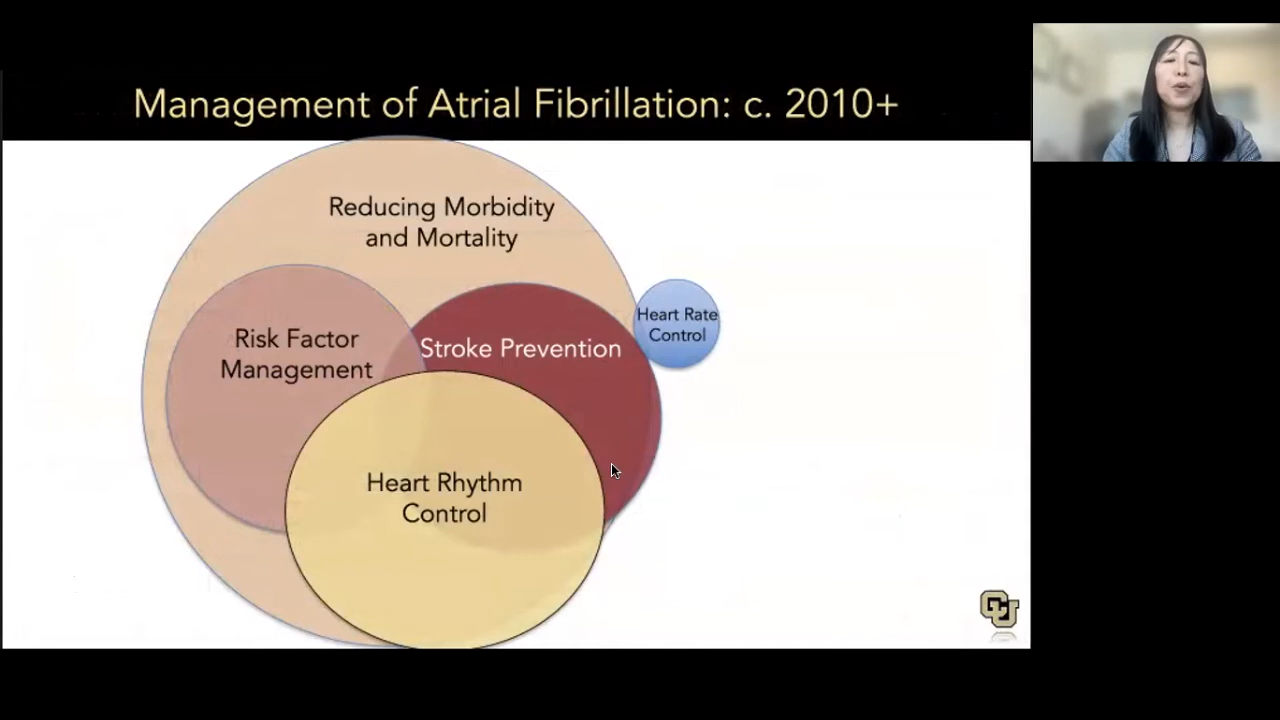 Management of Atrial Fibrillation: c. 2010+
Reducing Morbidity
and Mortality
Heart Rate
Control
Risk Factor
Management
Stroke Prevention
Heart Rhythm
Control
CU